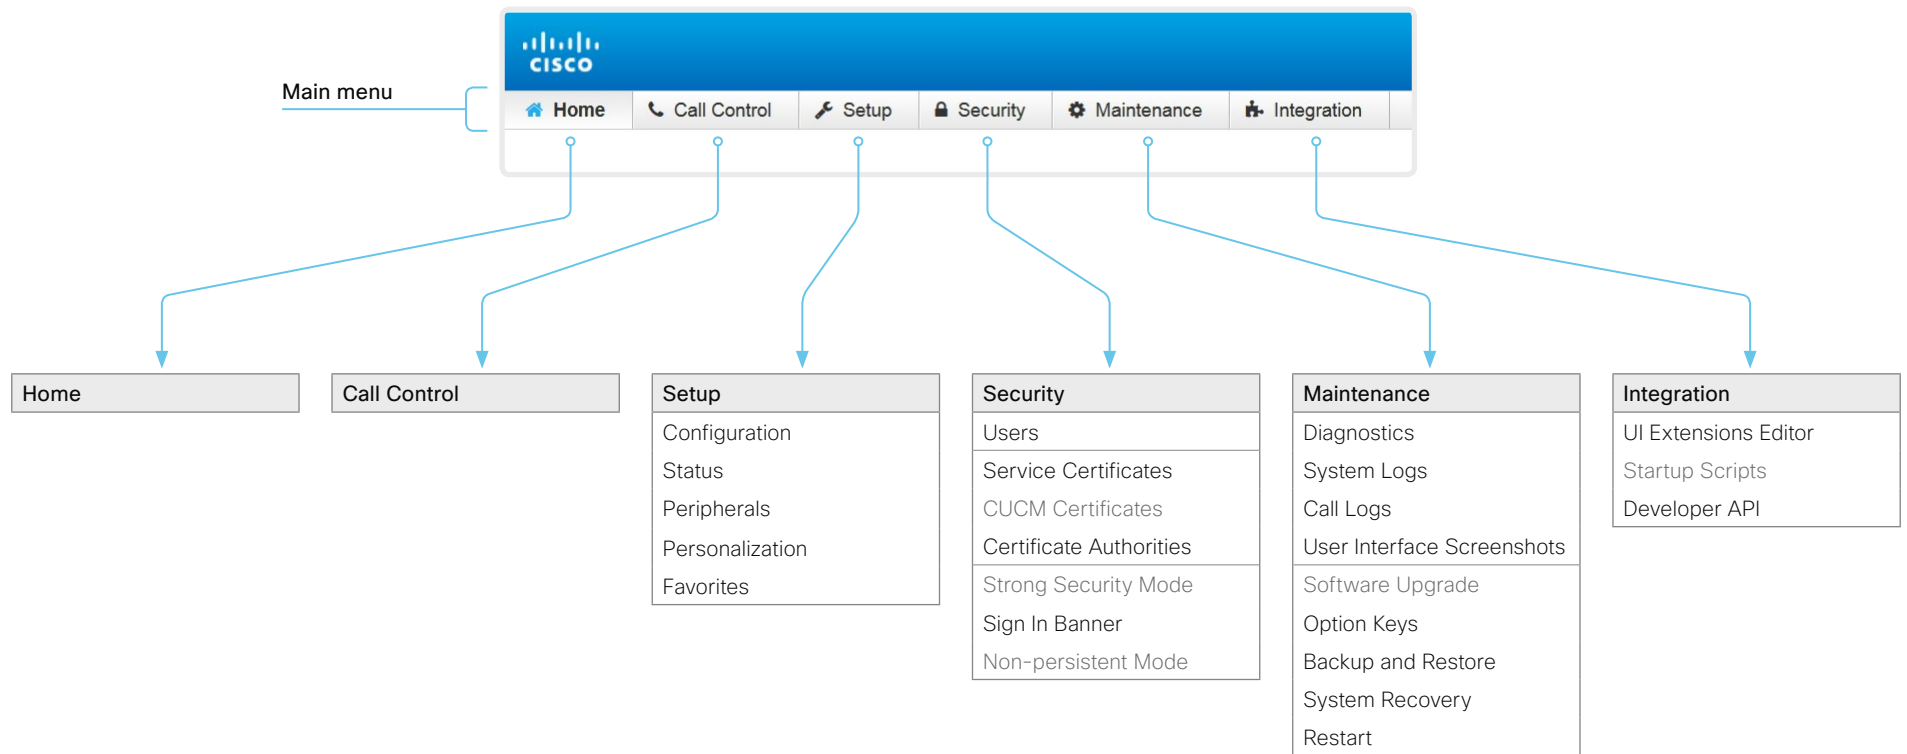 CISCO
Main menu
Home Call Control Setup Security Maintenance Integration
Home
Call Control
Setup
Configuration
Status
Peripherals
Personalization
Favorites
Security
Users
Service Certificates
CUCM Certificates
Certificate Authorities
Strong Security Mode
Sign In Banner
Non-persistent Mode
Maintenance
Diagnostics
System Logs
Call Logs
User Interface Screenshots
Software Upgrade
Option Keys
Backup and Restore
System Recovery
Restart
Integration
UI Extensions Editor
Startup Scripts
Developer API